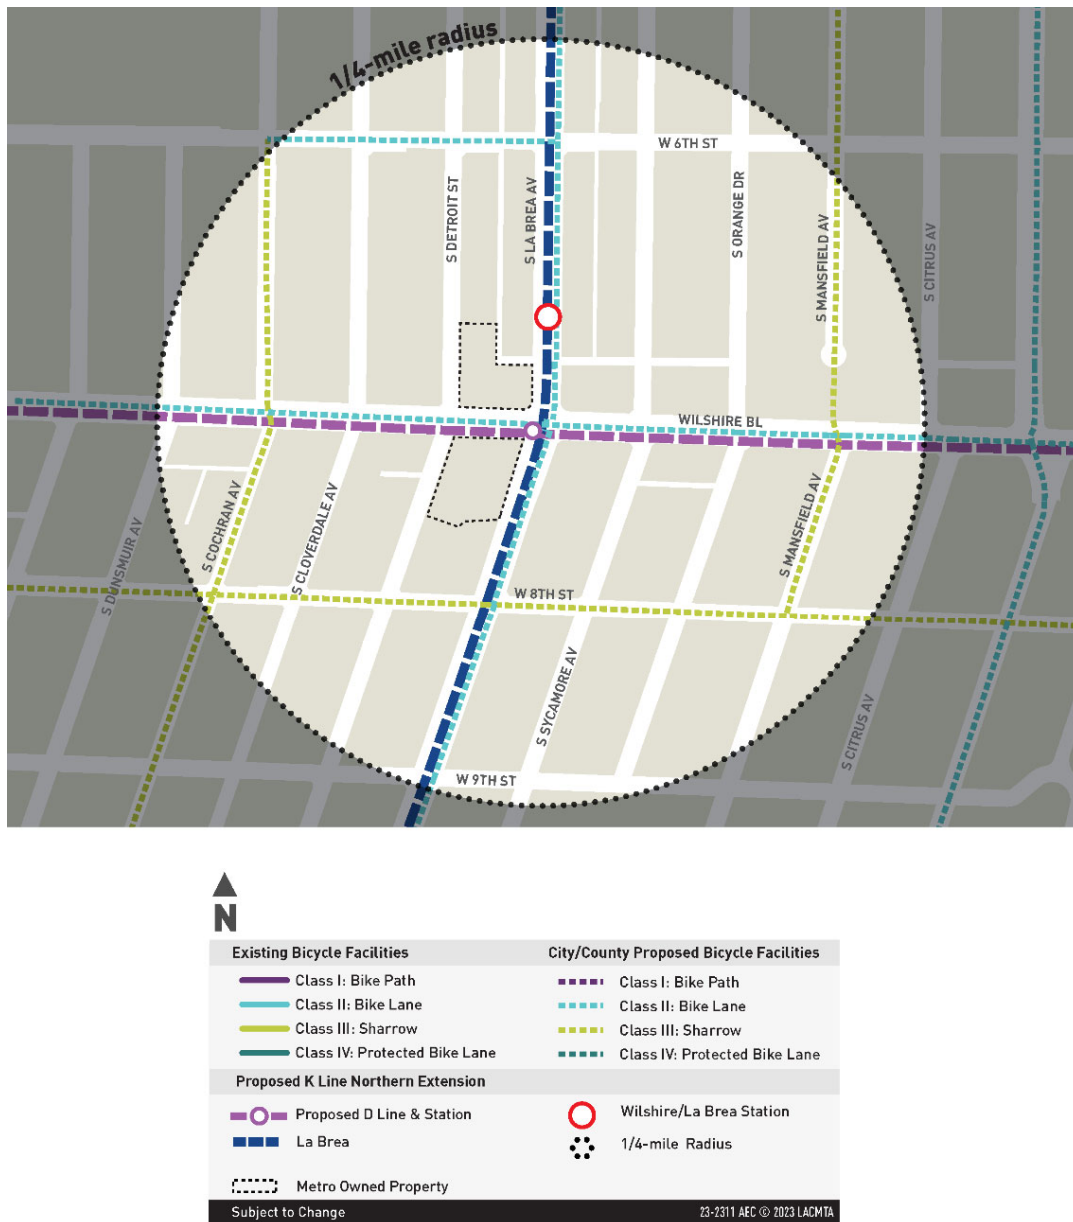 1/4-mile radius
W 6TH ST
S DETROIT ST
S LA BREA AV
S ORANGE DR
S MANSFIELD AV
S CITRUS AV
WILSHIRE BL
S DUNSMUIR AV
S COCHRAN AV
S CLOVERDALE AV
S MANSFIELD AV
W 8TH ST
S SYCAMORE AV
S CITRUS AV
W 9TH ST
N
Existing Bicycle Facilities
City/County Proposed Bicycle Facilities
Class I: Bike Path
Class I: Bike Path
Class II: Bike Lane
Class II: Bike Lane
Class III: Sharrow
Class III: Sharrow
Class IV: Protected Bike Lane
Class IV: Protected Bike Lane
Proposed K Line Northern Extension
Proposed D Line & Station
Wilshire/La Brea Station
La Brea
1/4-mile Radius
Metro Owned Property
Subject to Change
23-2311 AEC © 2023 LACMTA